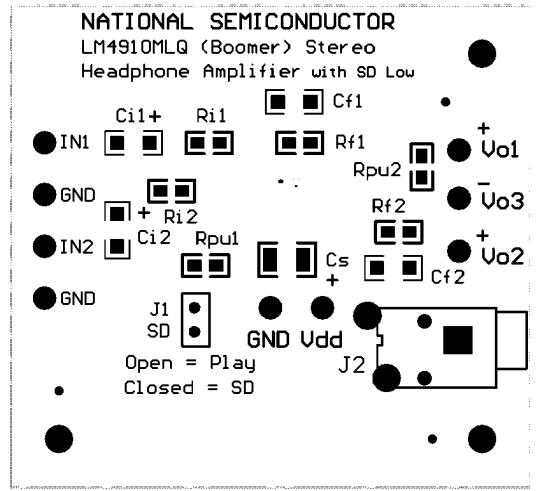 NATIONAL SEMICONDUCTOR
LM4910MLQ (Boomer) Stereo
Headphone Amplifier with SD Low
Cf1
Ci1+
Ri1
IN1
Rf1
+
Vo1
Rpu2
GND
Ri2
-
Vo3
+
Ci2
Rf2
IN2
+
Vo2
Rpu1
Cs
+
Cf2
GND
J1
SD
GND Vdd
J2
Open = Play
Closed = SD